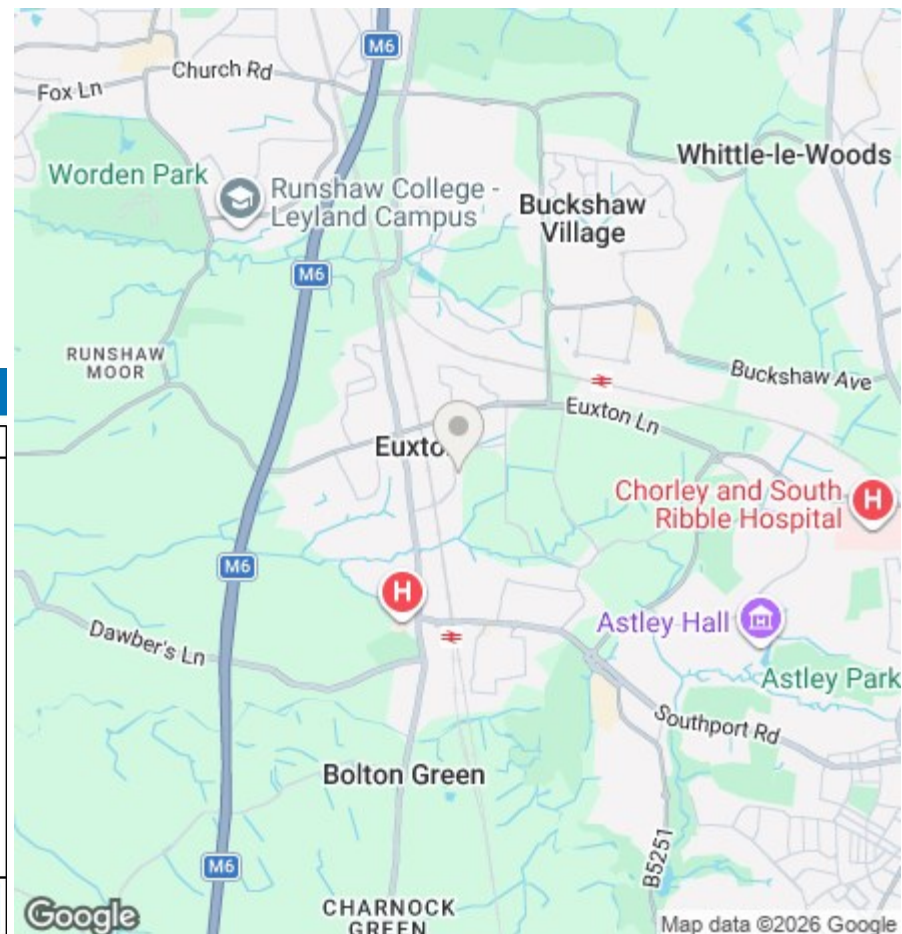 M6
Church Rd
Fox Ln
Whittle-le-Woods
Worden Park
Runshaw College -
Leyland Campus
Buckshaw
Village
M6
RUNSHAW
MOOR
Buckshaw Ave
Euxton Ln
Chorley and South
Ribble Hospital
H
M6
H
Astley Hall
Dawber's Ln
Astley Park
Southport Rd
Bolton Green
B5251
M6
CHARNOCK
GREEN
Google
Map data ©2026 Google